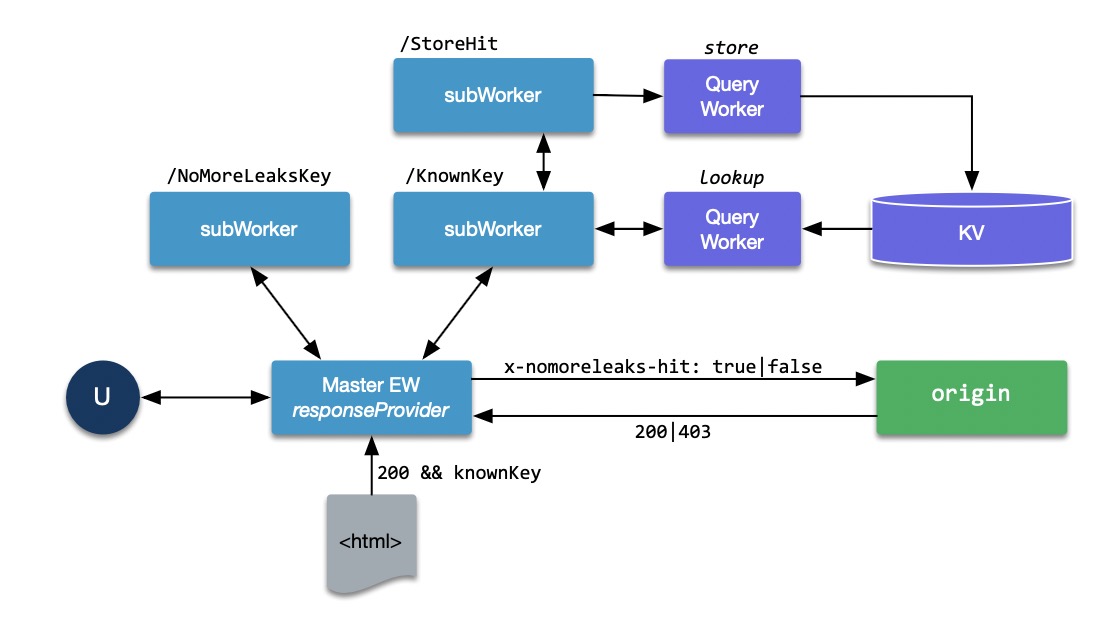 /StoreHit
store
subWorker
Query
Worker
/NoMoreLeaksKey
/KnownKey
lookup
subWorker
subWorker
Query
Worker
KV
x-nomoreleaks-hit: true|false
U
Master EW
responseProvider
origin
200|403
200 && knownKey
<html>